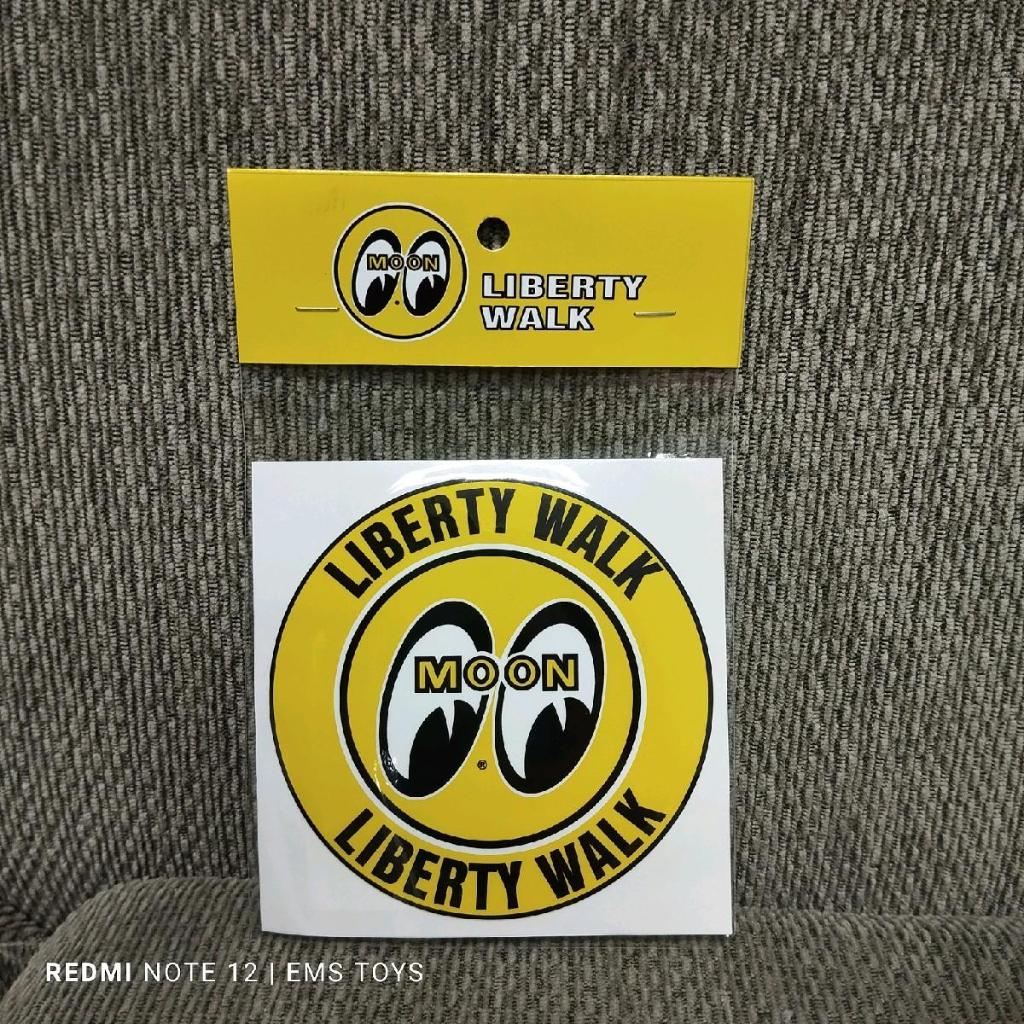 MOON
LIBERTY
WALK
LIBERTY WALK
MOON
®
LIBERTY WALK
REDMI NOTE 12 | EMS TOYS